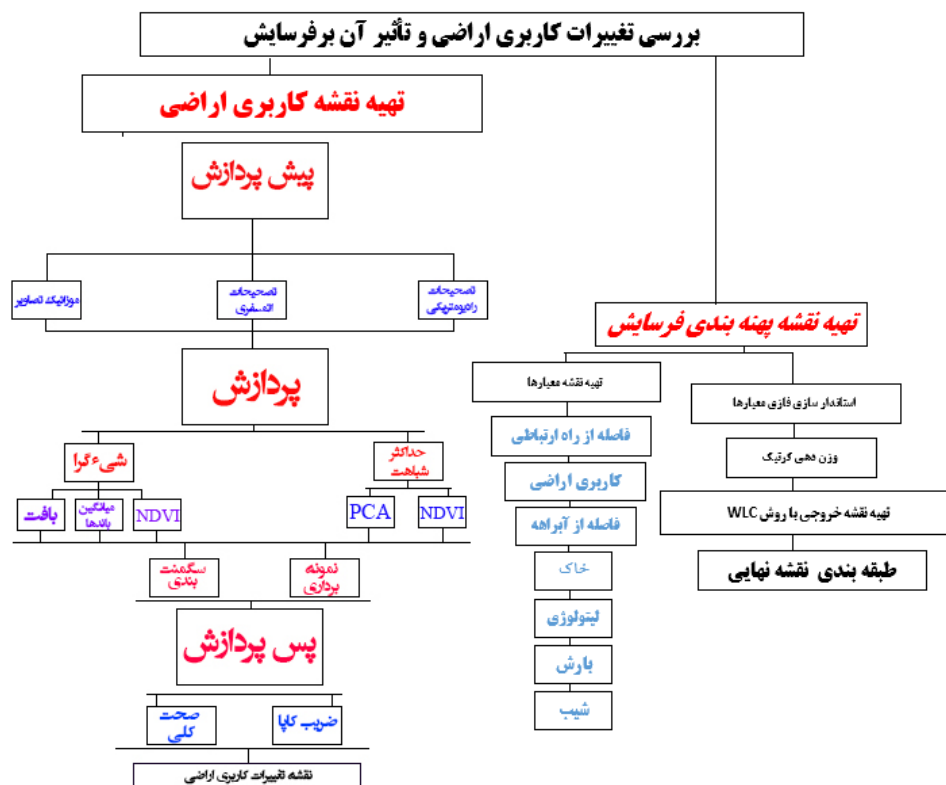 بررسی تغییرات کاربری اراضی و تأثیر آن برفرسایش
تهیه نقشه کاربری اراضی
پیش پردازش
تصحیحات
رادیومتریکی
تصحیحات
اتمسفری
موزائیک تصاویر
پردازش
حداکثر
شباهت
شیءگرا
NDVI
PCA
NDVI
میانگین
باندها
بافت
نمونه
برداری
سگمنت
بندی
پس پردازش
ضریب کاپا
صحت
کلی
نقشه تغییرات کاربری اراضی
تهیه نقشه پهنه بندی فرسایش
استاندار سازی فازی معیارها
وزن دهی کرتیک
تهیه نقشه خروجی با روش WLC
طبقه بندی نقشه نهایی
تهیه نقشه معیارها
فاصله از راه ارتباطی
کاربری اراضی
فاصله از آبراهه
خاک
لیتولوژی
بارش
شیب